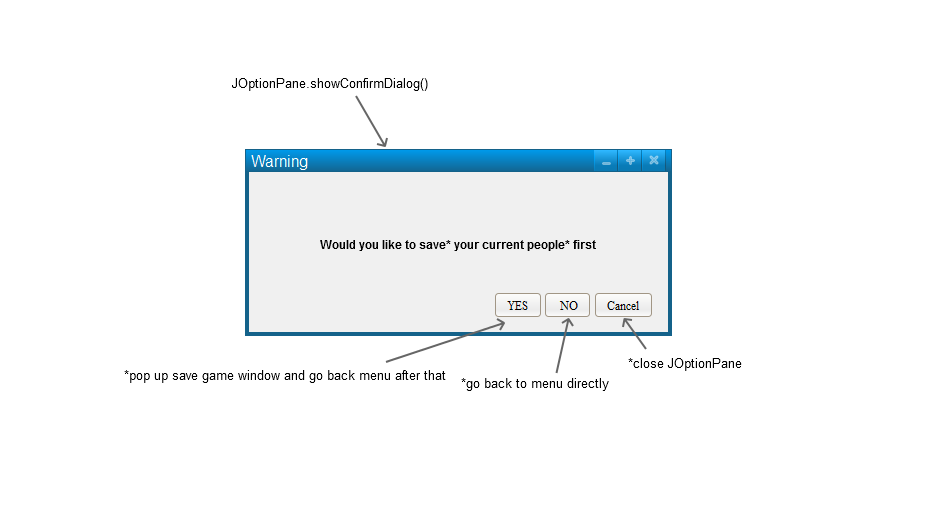 JOptionPane.showConfirmDialog()
Warning
Would you like to save* your current people* first
YES
NO
Cancel
*pop up save game window and go back menu after that
*go back to menu directly
*close JOptionPane